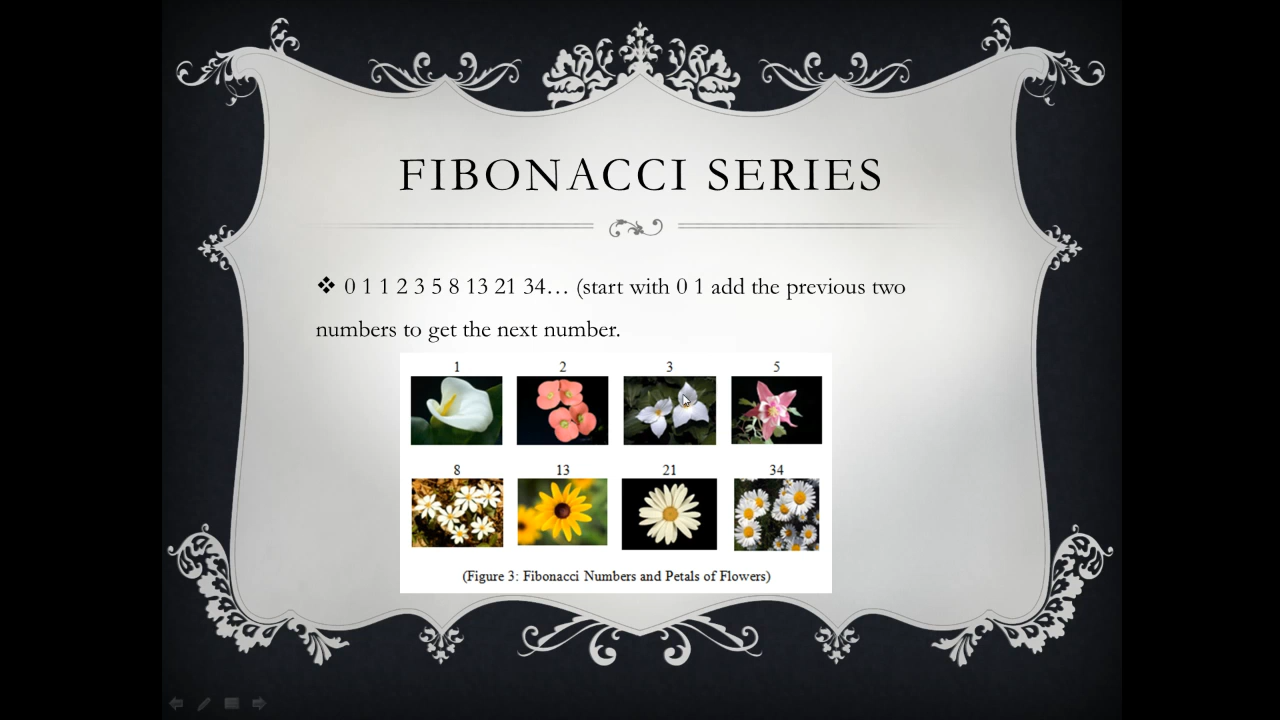 FIBONACCI SERIES
❖ 0 1 1 2 3 5 8 13 21 34… (start with 0 1 add the previous two
numbers to get the next number.
1 2 3 5
8 13 21 34
(Figure 3: Fibonacci Numbers and Petals of Flowers)